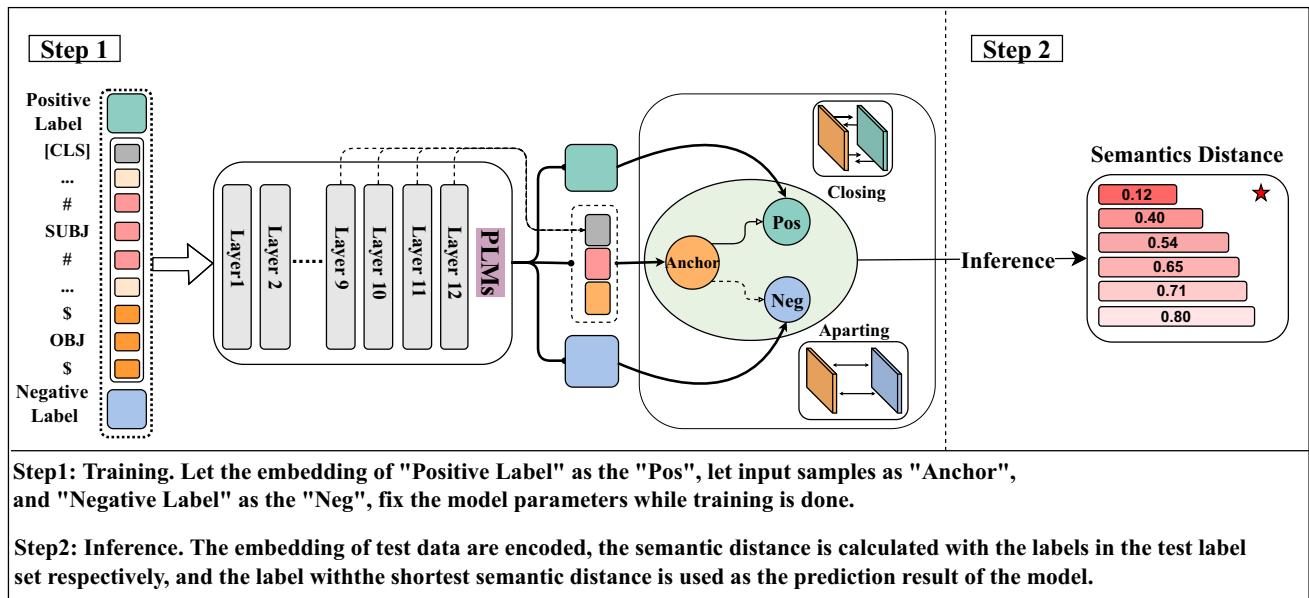 Step 1
Step 2
Positive
Label
[CLS]
...
#
SUBJ
#
...
$
OBJ
$
Negative
Label
Layer1
Layer 2
Layer 9
Layer 10
Layer 11
Layer 12
PLMs
Closing
Pos
Anchor
Neg
Aparting
Inference
Semantics Distance
0.12
0.40
0.54
0.65
0.71
0.80
Step1: Training. Let the embedding of "Positive Label" as the "Pos", let input samples as "Anchor",
and "Negative Label" as the "Neg", fix the model parameters while training is done.
Step2: Inference. The embedding of test data are encoded, the semantic distance is calculated with the labels in the test label
set respectively, and the label withthe shortest semantic distance is used as the prediction result of the model.